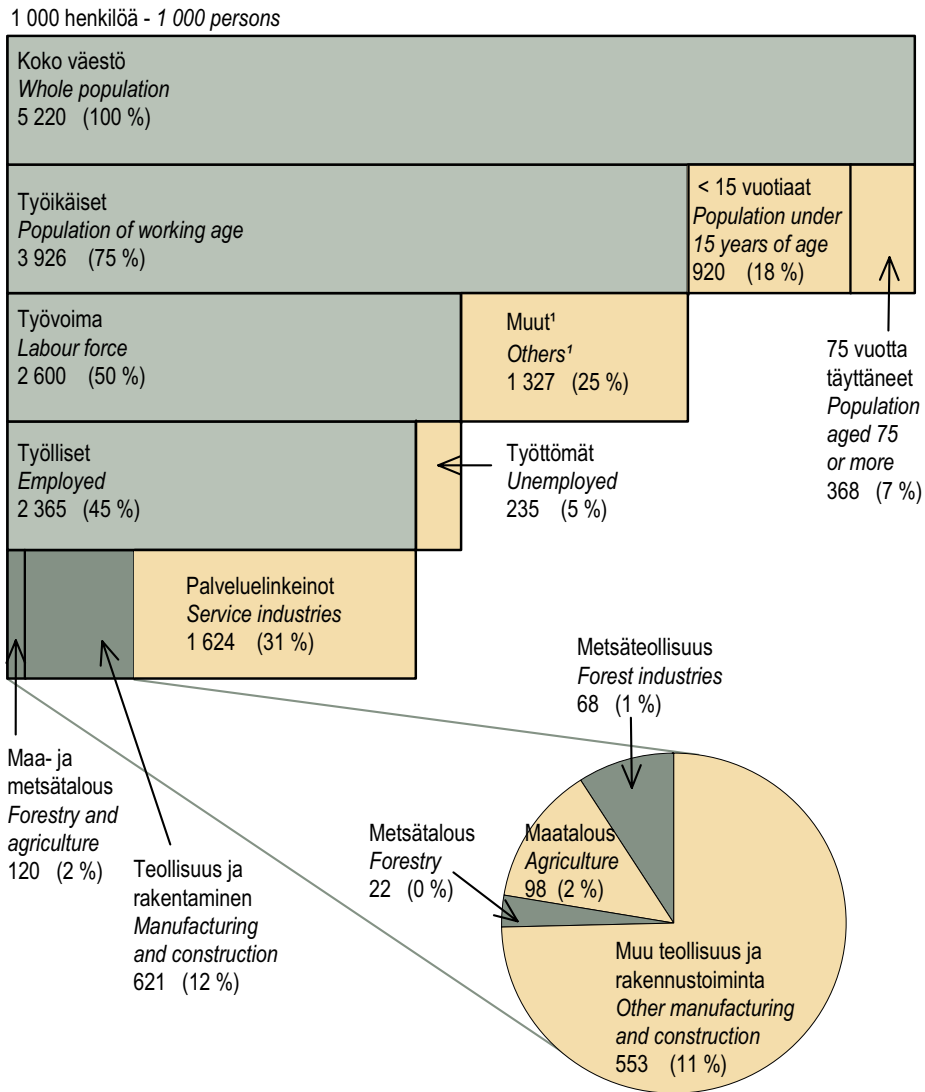 1 000 henkilöä - 1 000 persons
Koko väestö
Whole population
5 220 (100 %)
Työikäiset
Population of working age
3 926 (75 %)
< 15 vuotiaat
Population under
15 years of age
920 (18 %)
Työvoima
Labour force
2 600 (50 %)
Muut¹
Others¹
1 327 (25 %)
75 vuotta
täyttäneet
Population
aged 75
or more
368 (7 %)
Työlliset
Employed
2 365 (45 %)
Työttömät
Unemployed
235 (5 %)
Palveluelinkeinot
Service industries
1 624 (31 %)
Maa- ja
metsätalous
Forestry and
agriculture
120 (2 %)
Teollisuus ja
rakentaminen
Manufacturing
and construction
621 (12 %)
Metsäteollisuus
Forest industries
68 (1 %)
Metsätalous
Forestry
22 (0 %)
Maatalous
Agriculture
98 (2 %)
Muu teollisuus ja
rakennustoiminta
Other manufacturing
and construction
553 (11 %)